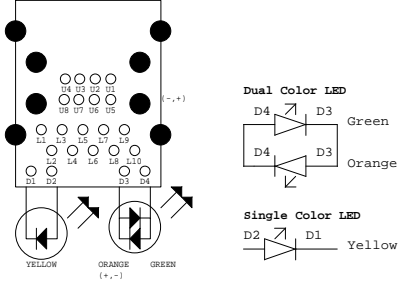 U4 U3 U2 U1
U8 U7 U6 U5
(-,+)
L1 L3 L5 L7 L9
L2 L4 L6 L8 L10
D1 D2 D3 D4
YELLOW ORANGE GREEN
(+,-)
Dual Color LED
D4 D3
Green
D4 D3
Orange
Single Color LED
D2 D1
Yellow